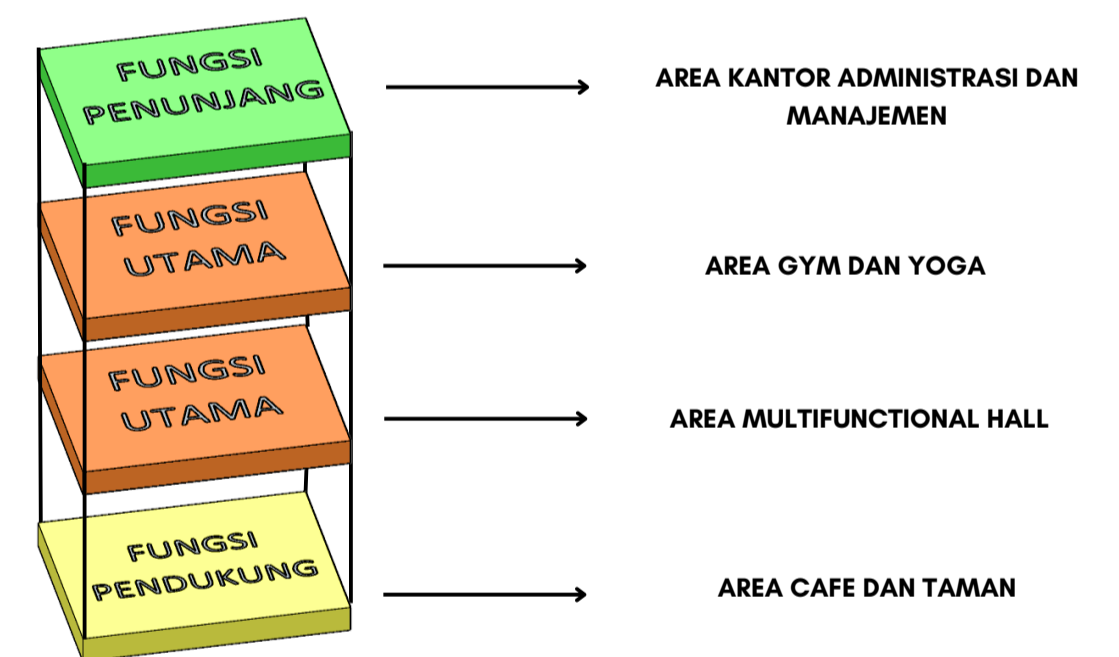 FUNGSI
PENUNJANG
AREA KANTOR ADMINISTRASI DAN
MANAJEMEN
FUNGSI
UTAMA
AREA GYM DAN YOGA
FUNGSI
UTAMA
AREA MULTIFUNCTIONAL HALL
FUNGSI
PENDUKUNG
AREA CAFE DAN TAMAN